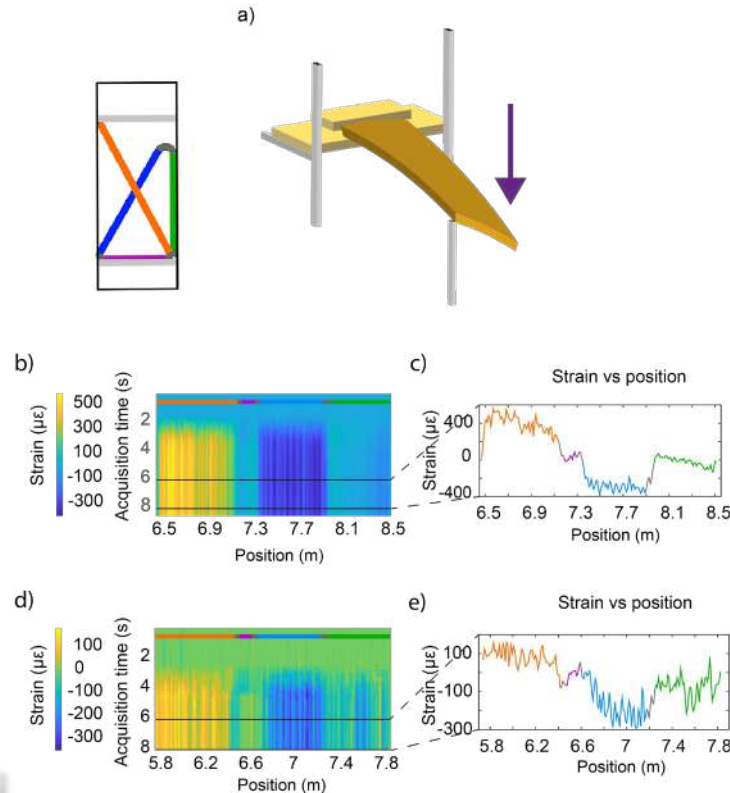 a)
b)
Strain (με)
500
300
100
-100
-300
Acquisition time (s)
2
4
6
8
6.5 6.9 7.3 7.7 8.1 8.5
Position (m)
c)
Strain vs position
Strain (με)
400
0
-400
6.5 6.9 7.3 7.7 8.1 8.5
Position (m)
d)
Strain (με)
100
0
-100
-300
Acquisition time (s)
2
4
6
8
5.8 6.2 6.6 7 7.4 7.8
Position (m)
e)
Strain vs position
Strain (με)
100
-100
-300
5.8 6.2 6.4 7 7.4 7.8
Position (m)